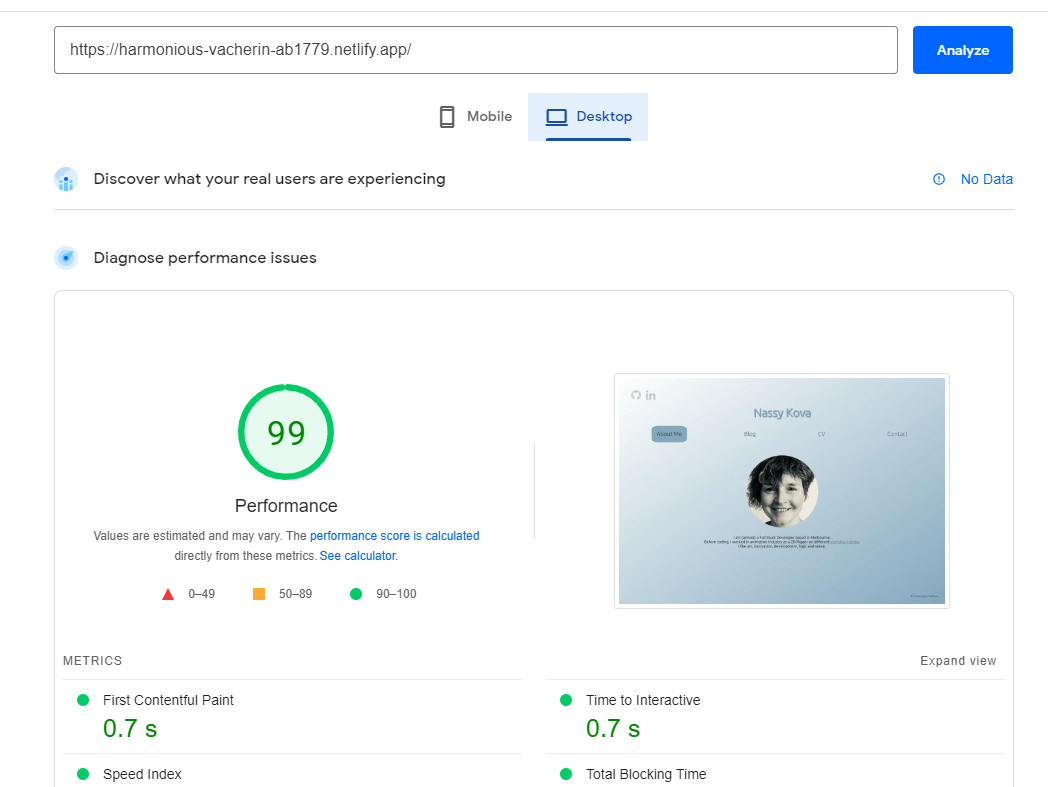 https://harmonious-vacherin-ab1779.netlify.app/
Analyze
Mobile
Desktop
Discover what your real users are experiencing
No Data
Diagnose performance issues
99
Performance
Values are estimated and may vary. The performance score is calculated
directly from these metrics. See calculator.
0–49
50–89
90–100
in
Nassy Kova
About Me
Blog
CV
Contact
METRICS
Expand view
First Contentful Paint
0.7 s
Time to Interactive
0.7 s
Speed Index
Total Blocking Time